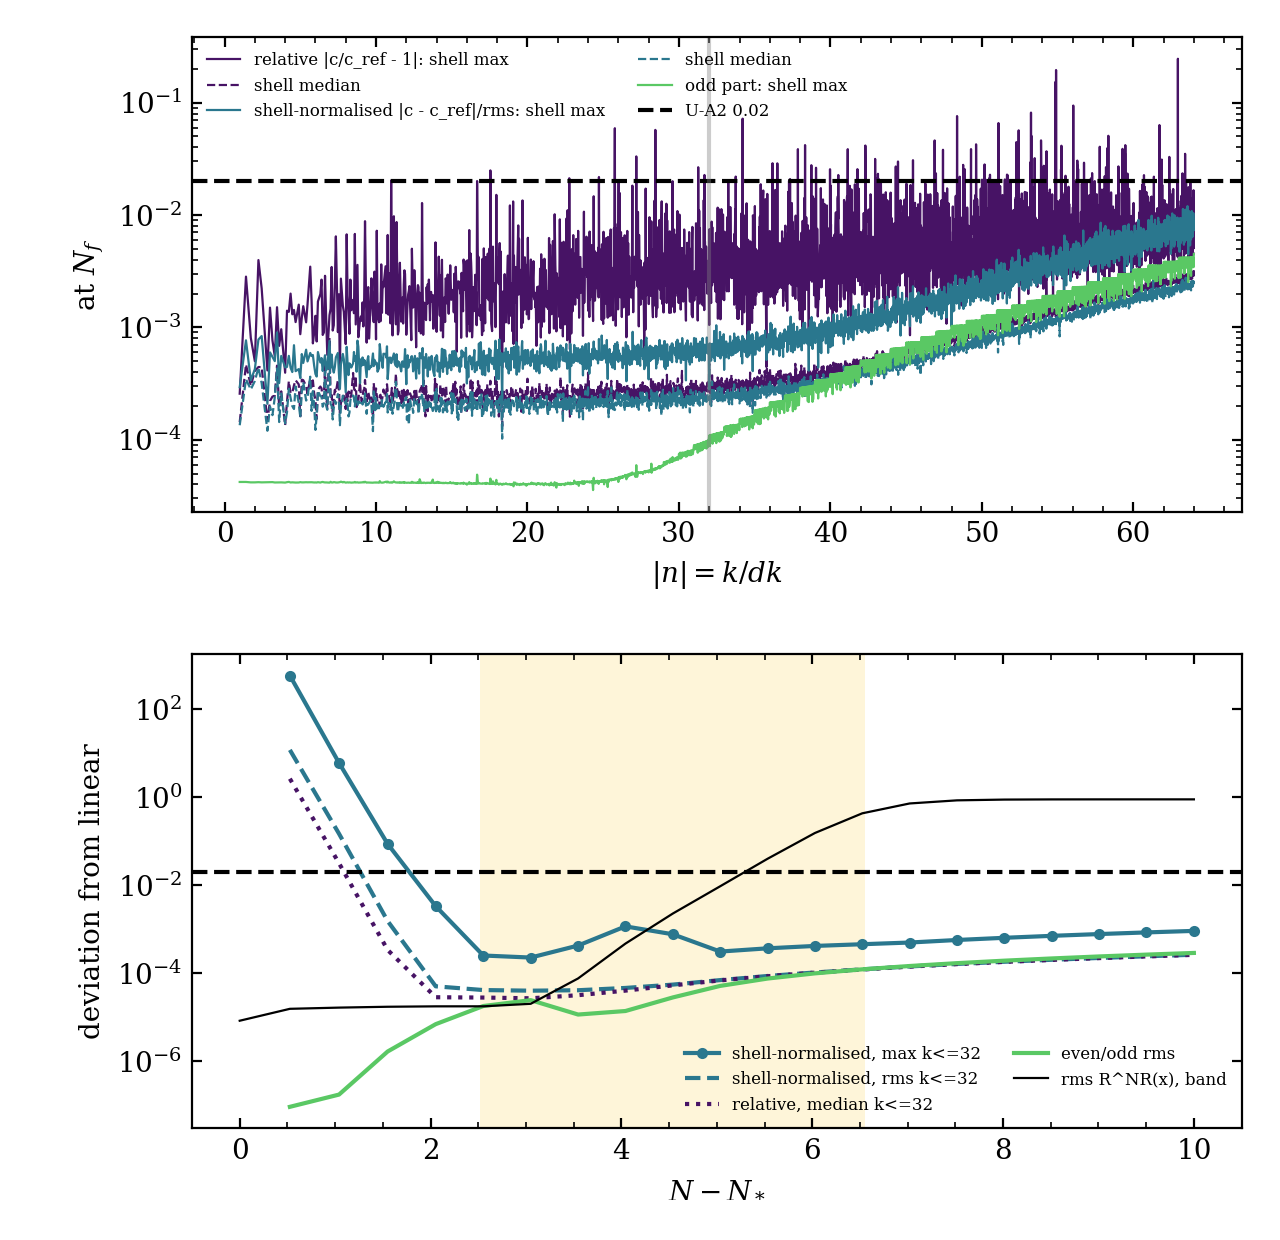 relative |c/c_ref - 1|: shell max
shell median
shell-normalised |c - c_ref|/rms: shell max
shell median
odd part: shell max
U-A2 0.02
at N_f
10^{-1}
10^{-2}
10^{-3}
10^{-4}
0 10 20 30 40 50 60
|n| = k/dk
deviation from linear
10^{2}
10^{0}
10^{-2}
10^{-4}
10^{-6}
shell-normalised, max k<=32
shell-normalised, rms k<=32
relative, median k<=32
even/odd rms
rms R^NR(x), band
0 2 4 6 8 10
N − N_*